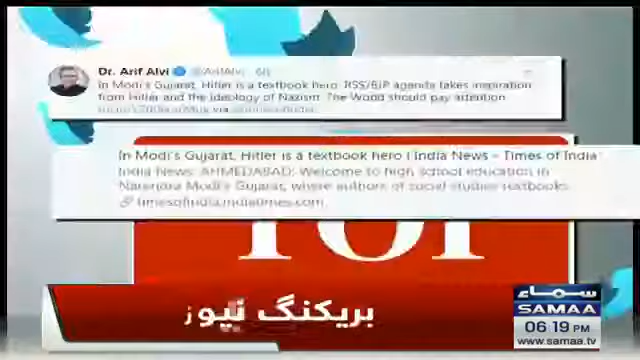 Dr. Arif Alvi @ArifAlvi · 6h
In Modi's Gujarat, Hitler is a textbook hero. RSS/BJP agenda takes inspiration
from Hitler and the ideology of Nazism. The World should pay attention
via
In Modi's Gujarat, Hitler is a textbook hero | India News - Times of India
India News: AHMEDABAD: Welcome to high school education in
Narendra Modi's Gujarat, where authors of social studies textbooks
timesofindia.indiatimes.com
TOI
بریکنگ نیوز
سماء
SAMAA
06:19 PM
www.samaa.tv